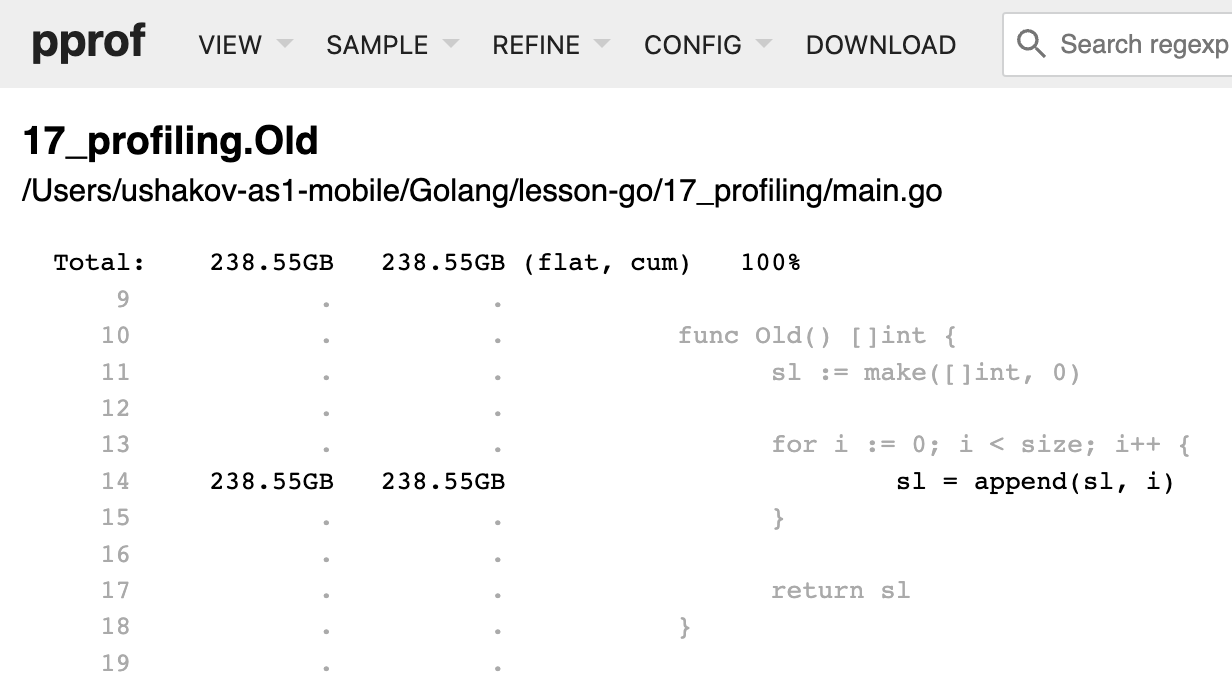 pprof VIEW SAMPLE REFINE CONFIG DOWNLOAD Search regexp
17_profiling.Old
/Users/ushakov-as1-mobile/Golang/lesson-go/17_profiling/main.go
Total: 238.55GB 238.55GB (flat, cum) 100%
9 . .
10 . . func Old() []int {
11 . . sl := make([]int, 0)
12 . .
13 . . for i := 0; i < size; i++ {
14 238.55GB 238.55GB sl = append(sl, i)
15 . . }
16 . .
17 . . return sl
18 . . }
19 . .